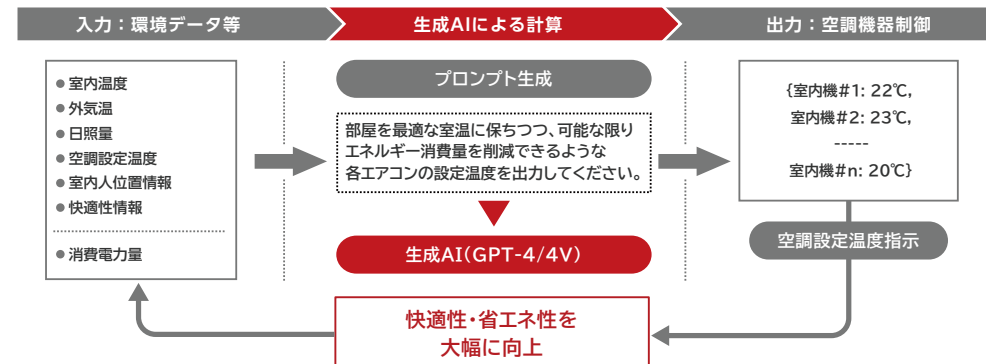 入力：環境データ等
生成AIによる計算
出力：空調機器制御
●室内温度
●外気温
●日照量
●空調設定温度
●室内人位置情報
●快適性情報
●消費電力量
プロンプト生成
部屋を最適な室温に保ちつつ、可能な限り
エネルギー消費量を削減できるような
各エアコンの設定温度を出力してください。
生成AI(GPT-4/4V)
{室内機#1: 22℃,
室内機#2: 23℃,
-----
室内機#n: 20℃}
空調設定温度指示
快適性・省エネ性を
大幅に向上